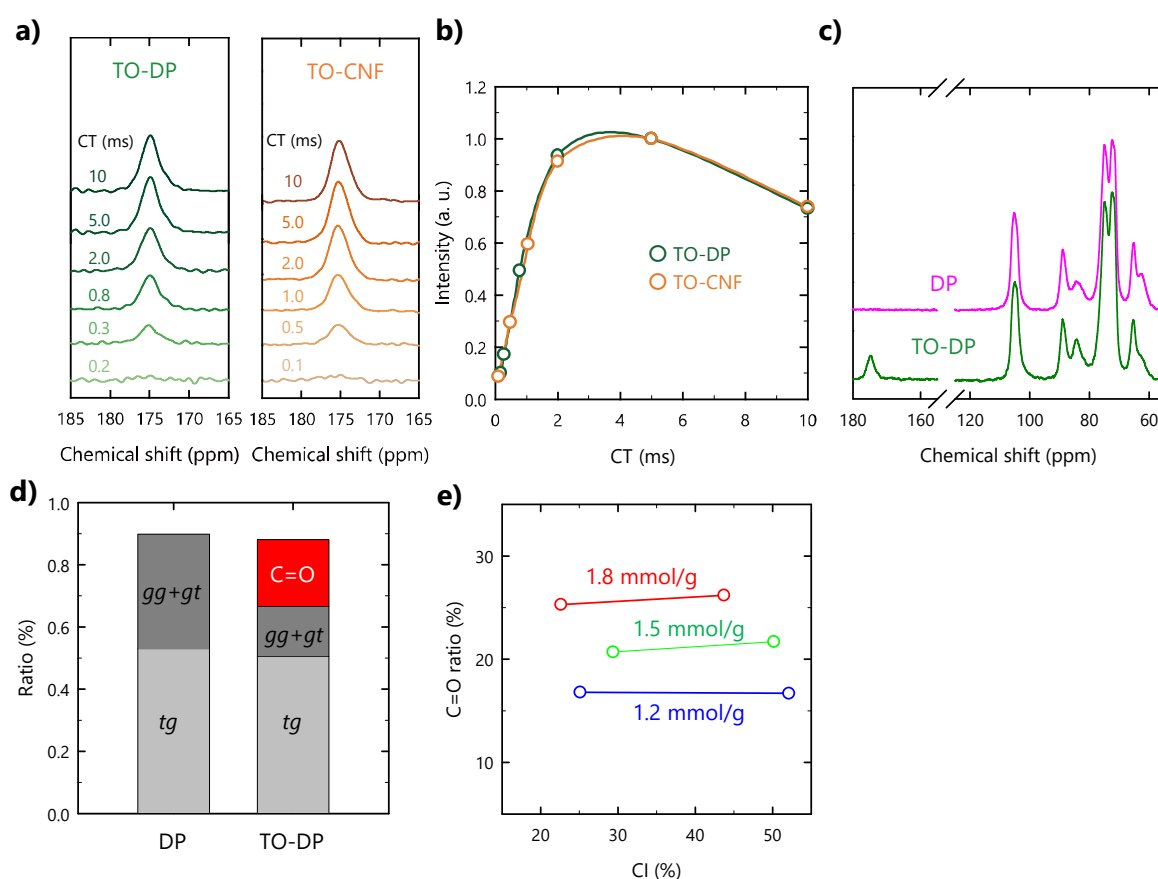 a)
TO-DP
CT (ms)
10
5.0
2.0
0.8
0.3
0.2
185 180 175 170 165
Chemical shift (ppm)
TO-CNF
CT (ms)
10
5.0
2.0
1.0
0.5
0.1
185 180 175 170 165
Chemical shift (ppm)
b)
Intensity (a. u.)
1.2
1.0
0.8
0.6
0.4
0.2
0.0
TO-DP
TO-CNF
0 2 4 6 8 10
CT (ms)
c)
DP
TO-DP
180 160 120 100 80 60
Chemical shift (ppm)
d)
Ratio (%)
1.0
0.8
0.6
0.4
0.2
0.0
gg+gt
tg
C=O
gg+gt
tg
DP TO-DP
e)
C=O ratio (%)
30
20
10
1.8 mmol/g
1.5 mmol/g
1.2 mmol/g
20 30 40 50
CI (%)